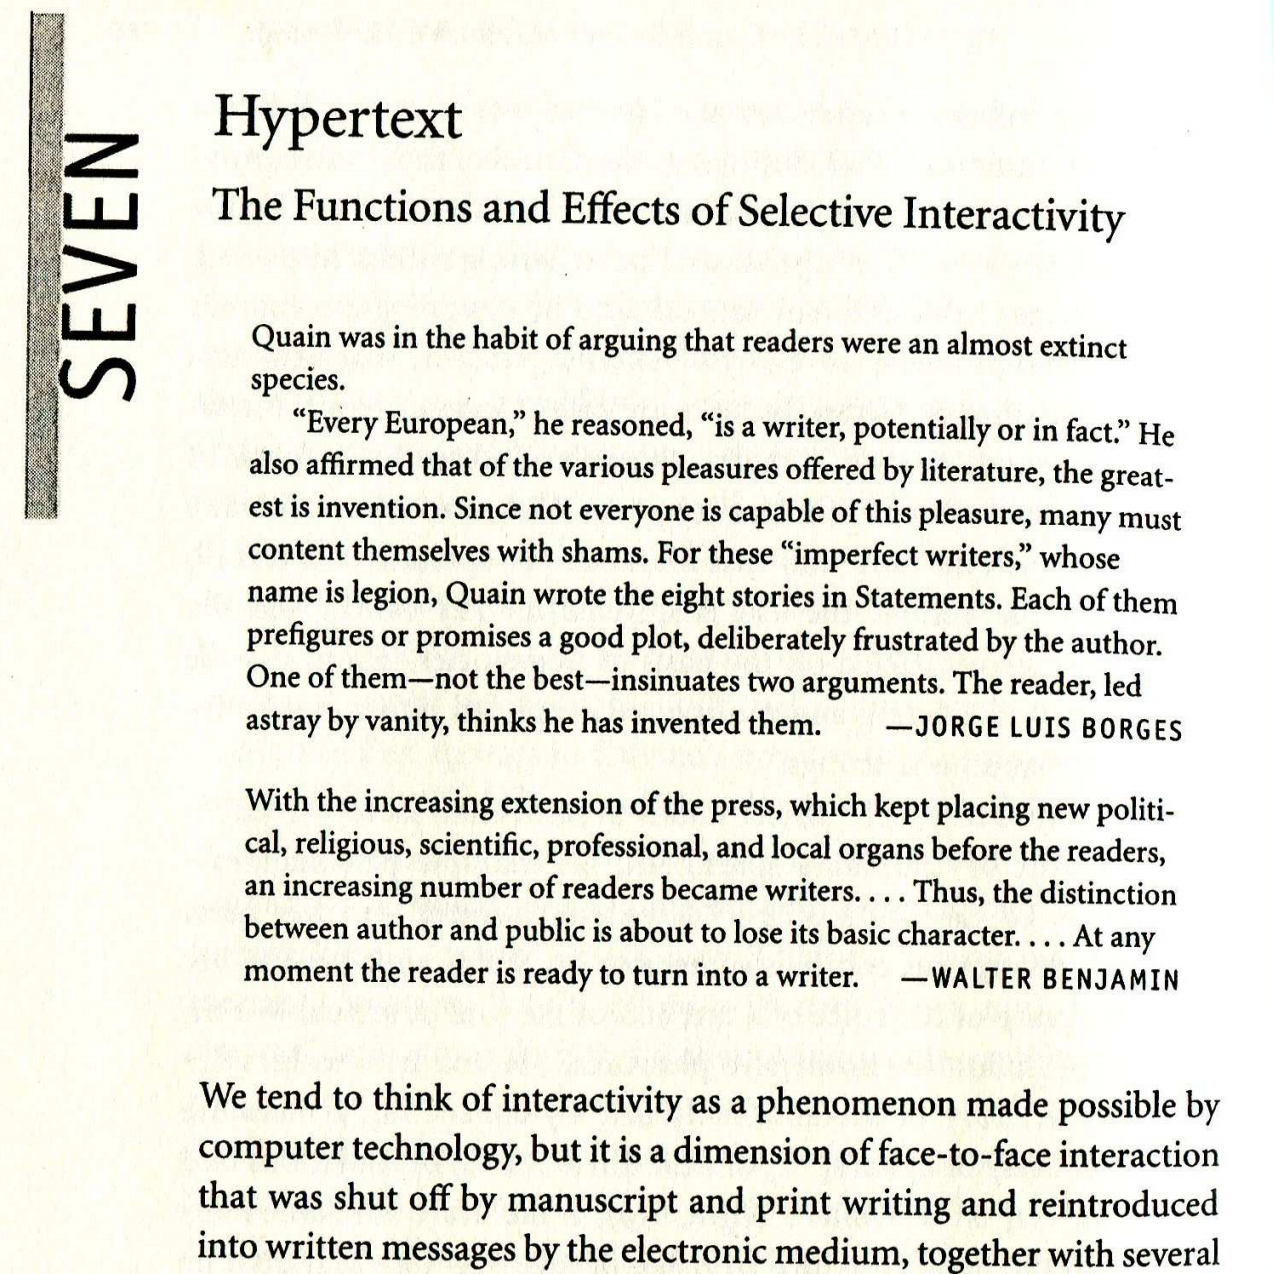 SEVEN
Hypertext
The Functions and Effects of Selective Interactivity
Quain was in the habit of arguing that readers were an almost extinct
species.
“Every European,” he reasoned, “is a writer, potentially or in fact.” He
also affirmed that of the various pleasures offered by literature, the great-
est is invention. Since not everyone is capable of this pleasure, many must
content themselves with shams. For these “imperfect writers,” whose
name is legion, Quain wrote the eight stories in Statements. Each of them
prefigures or promises a good plot, deliberately frustrated by the author.
One of them—not the best—insinuates two arguments. The reader, led
astray by vanity, thinks he has invented them. —JORGE LUIS BORGES
With the increasing extension of the press, which kept placing new politi-
cal, religious, scientific, professional, and local organs before the readers,
an increasing number of readers became writers. . . . Thus, the distinction
between author and public is about to lose its basic character. . . . At any
moment the reader is ready to turn into a writer. —WALTER BENJAMIN
We tend to think of interactivity as a phenomenon made possible by
computer technology, but it is a dimension of face-to-face interaction
that was shut off by manuscript and print writing and reintroduced
into written messages by the electronic medium, together with several